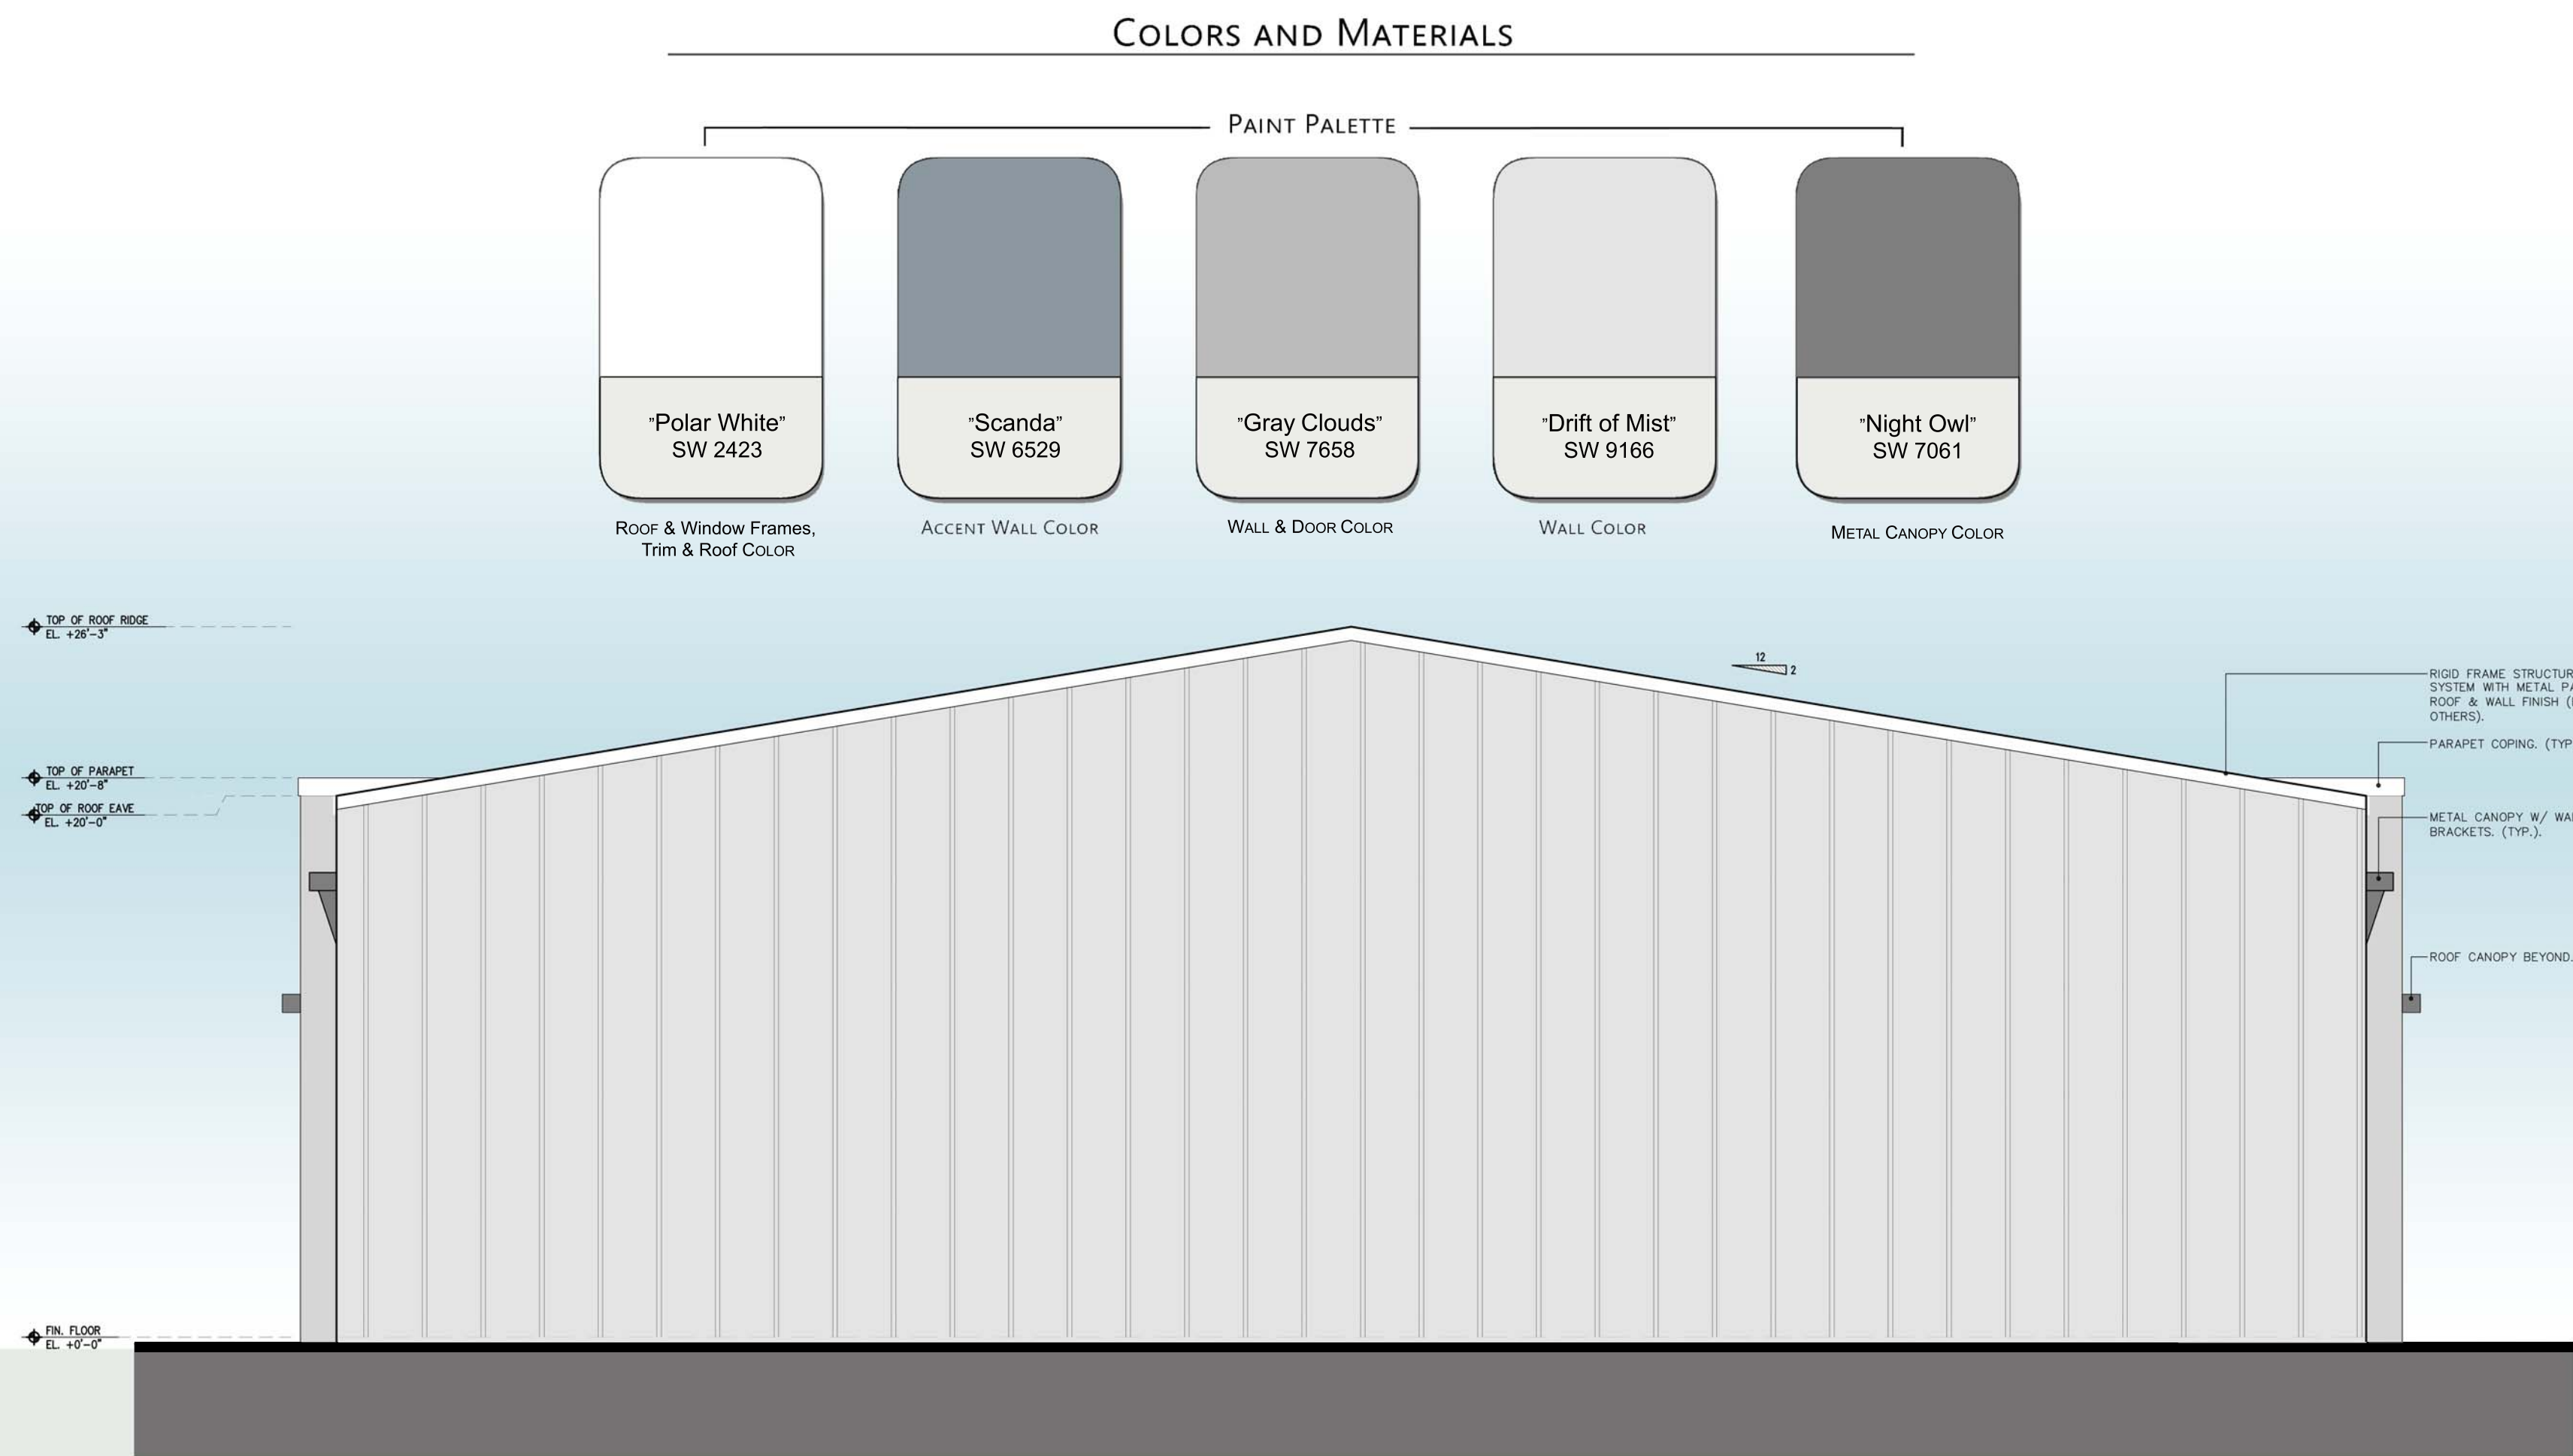 Colors and Materials
Paint Palette
"Polar White"
SW 2423
"Scanda"
SW 6529
"Gray Clouds"
SW 7658
"Drift of Mist"
SW 9166
"Night Owl"
SW 7061
Roof & Window Frames,
Trim & Roof Color
Accent Wall Color
Wall & Door Color
Wall Color
Metal Canopy Color
TOP OF ROOF RIDGE
EL. +26'-3"
12
2
RIGID FRAME
SYSTEM WITH METAL
ROOF & WALL FINISH
OTHERS).
TOP OF PARAPET
EL. +20'-8"
PARAPET COPING.
TOP OF ROOF EAVE
EL. +20'-0"
METAL CANOPY W/
BRACKETS. (TYP.).
ROOF CANOPY BEYOND.
FIN. FLOOR
EL. +0'-0"